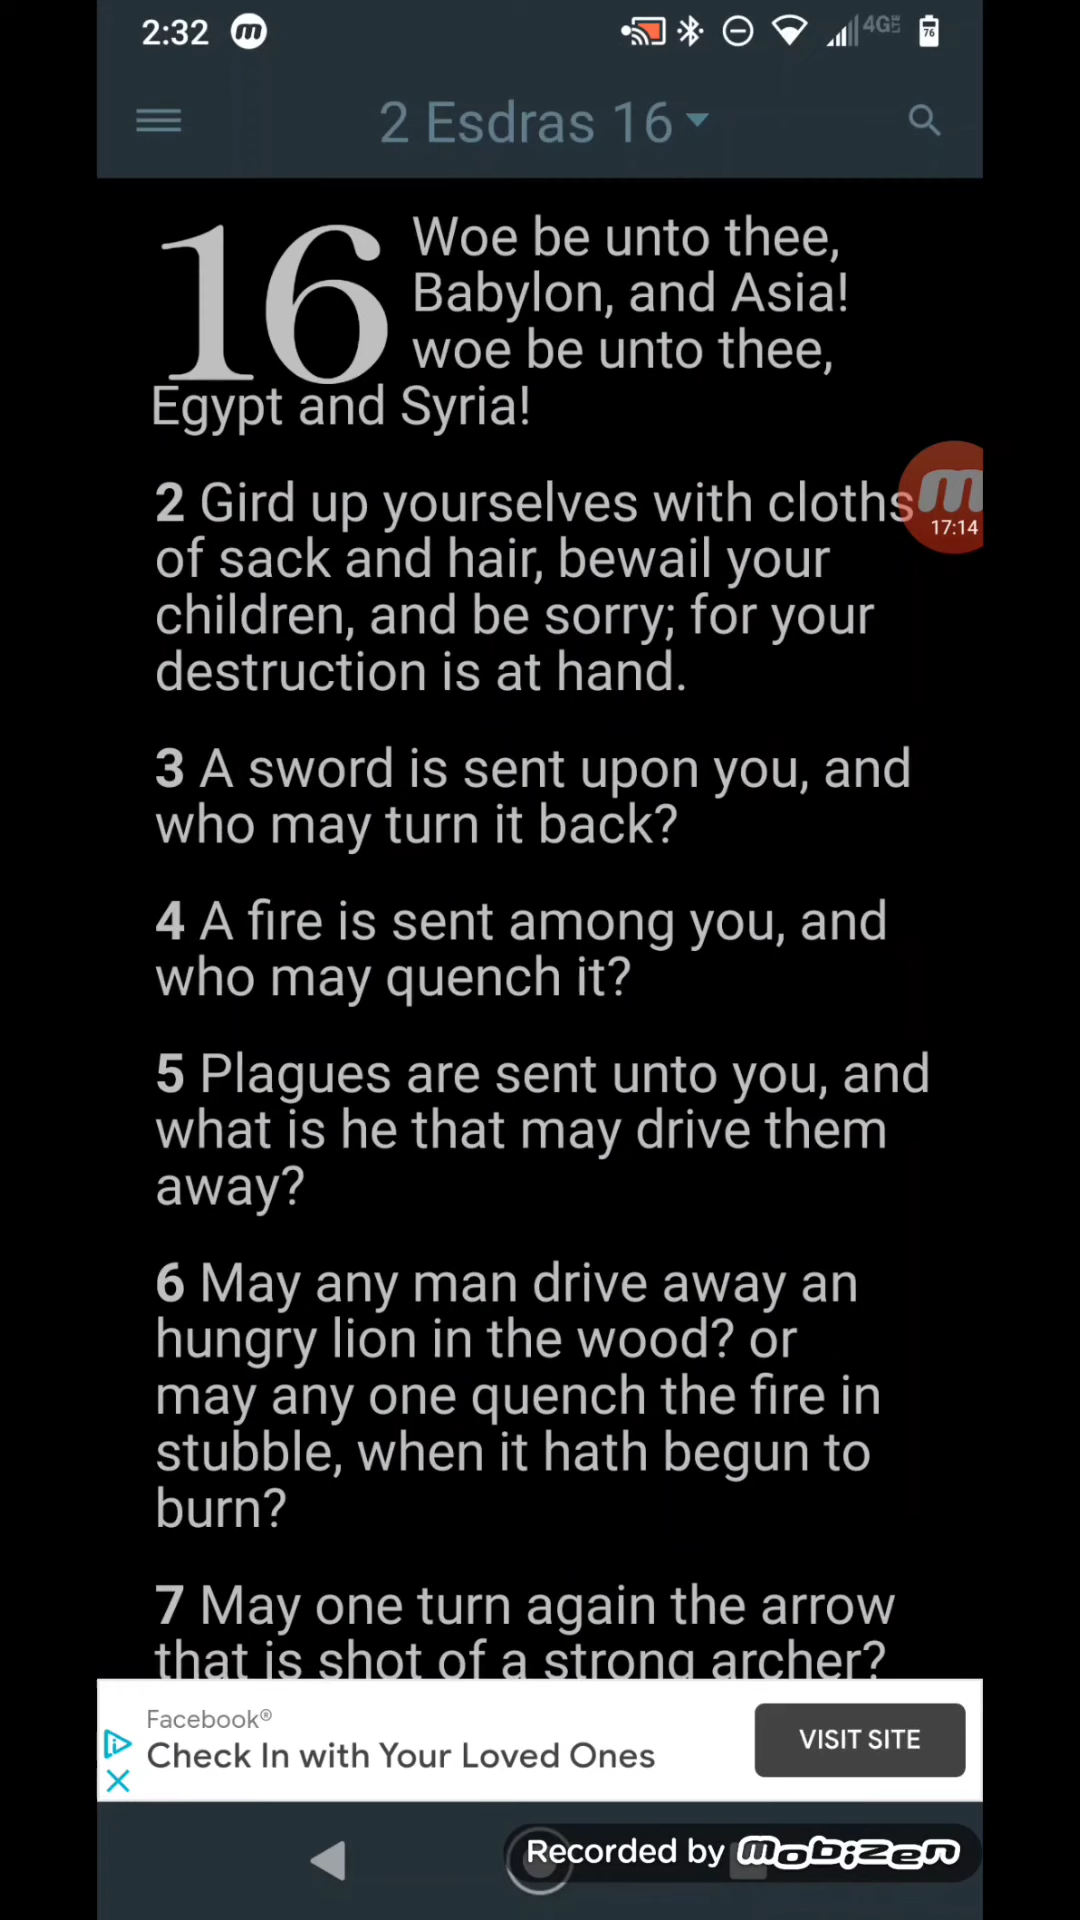 2:32
4G LTE
76
2 Esdras 16
16 Woe be unto thee,
Babylon, and Asia!
woe be unto thee,
Egypt and Syria!
2 Gird up yourselves with cloths
of sack and hair, bewail your
children, and be sorry; for your
destruction is at hand.
m
17:14
3 A sword is sent upon you, and
who may turn it back?
4 A fire is sent among you, and
who may quench it?
5 Plagues are sent unto you, and
what is he that may drive them
away?
6 May any man drive away an
hungry lion in the wood? or
may any one quench the fire in
stubble, when it hath begun to
burn?
7 May one turn again the arrow
that is shot of a strong archer?
Facebook®
Check In with Your Loved Ones
VISIT SITE
Recorded by mobizen